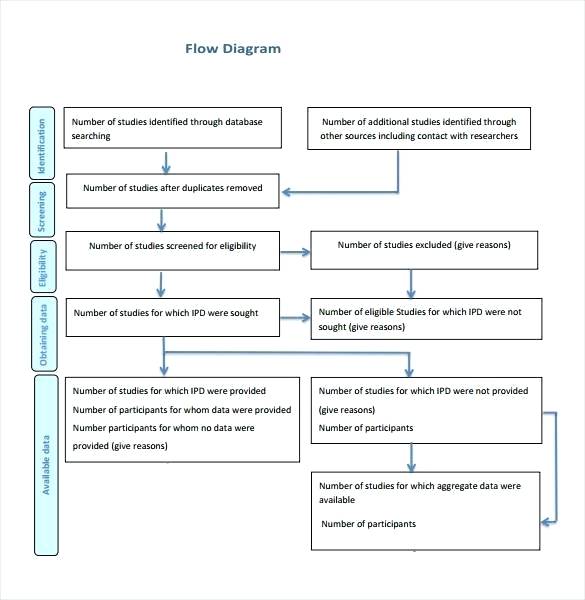 Flow Diagram
Identification
Number of studies identified through database
searching
Number of additional studies identified through
other sources including contact with researchers
Screening
Number of studies after duplicates removed
Eligibility
Number of studies screened for eligibility
Number of studies excluded (give reasons)
Obtaining data
Number of studies for which IPD were sought
Number of eligible Studies for which IPD were not
sought (give reasons)
Available data
Number of studies for which IPD were provided
Number of participants for whom data were provided
Number participants for whom no data were
provided (give reasons)
Number of studies for which IPD were not provided
(give reasons)
Number of participants
Number of studies for which aggregate data were
available
Number of participants